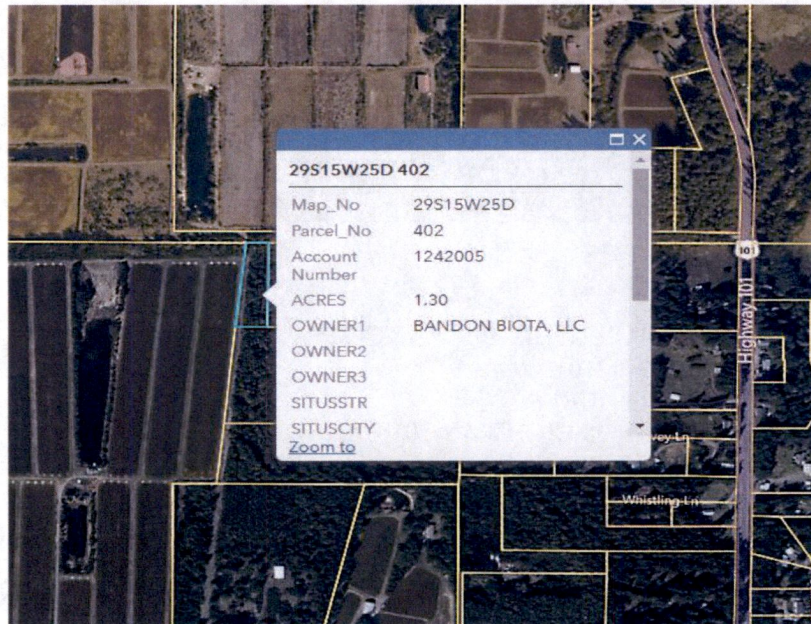 29S15W25D 402
Map_No 29S15W25D
Parcel_No 402
Account Number 1242005
ACRES 1.30
OWNER1 BANDON BIOTA, LLC
OWNER2
OWNER3
SITUSSTR
SITUSCITY
Zoom to
101
Highway 101
Whistling Ln